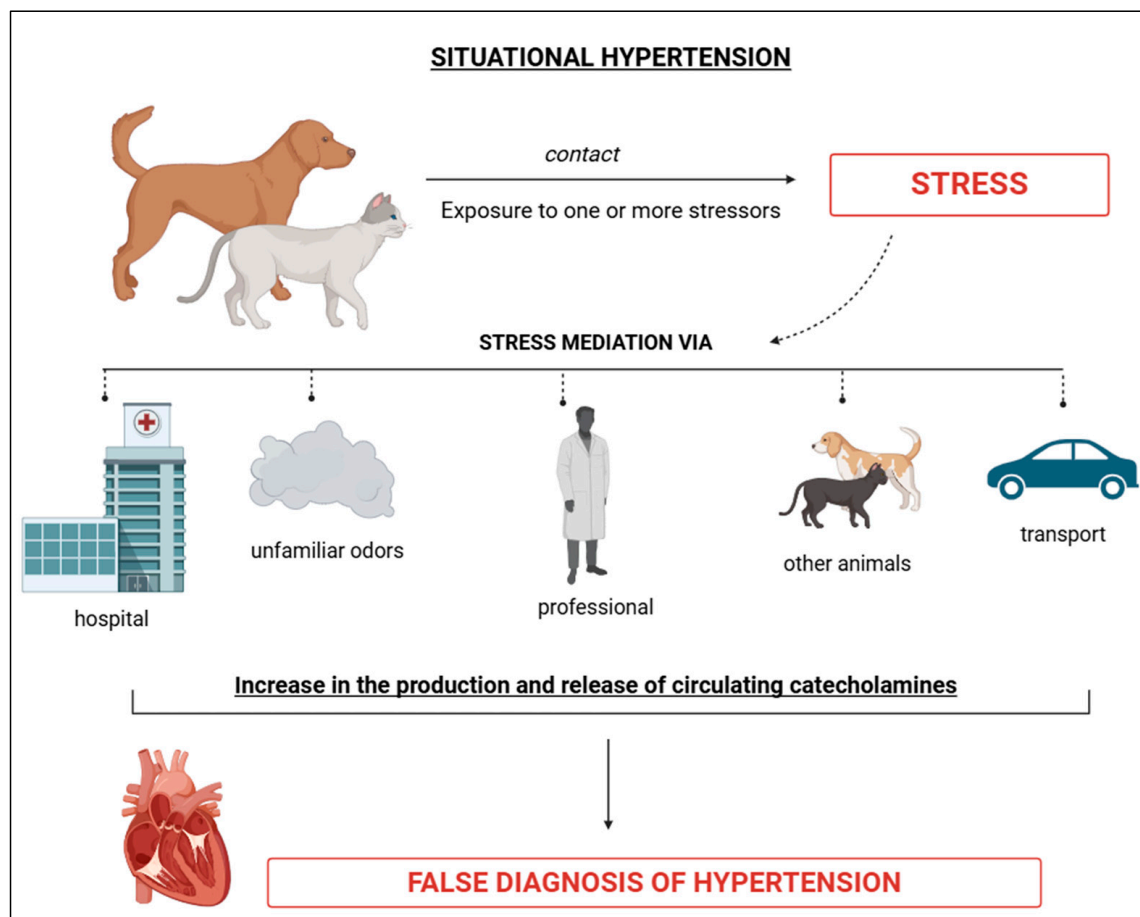 SITUATIONAL HYPERTENSION
contact
Exposure to one or more stressors
STRESS
STRESS MEDIATION VIA
hospital
unfamiliar odors
professional
other animals
transport
Increase in the production and release of circulating catecholamines
FALSE DIAGNOSIS OF HYPERTENSION